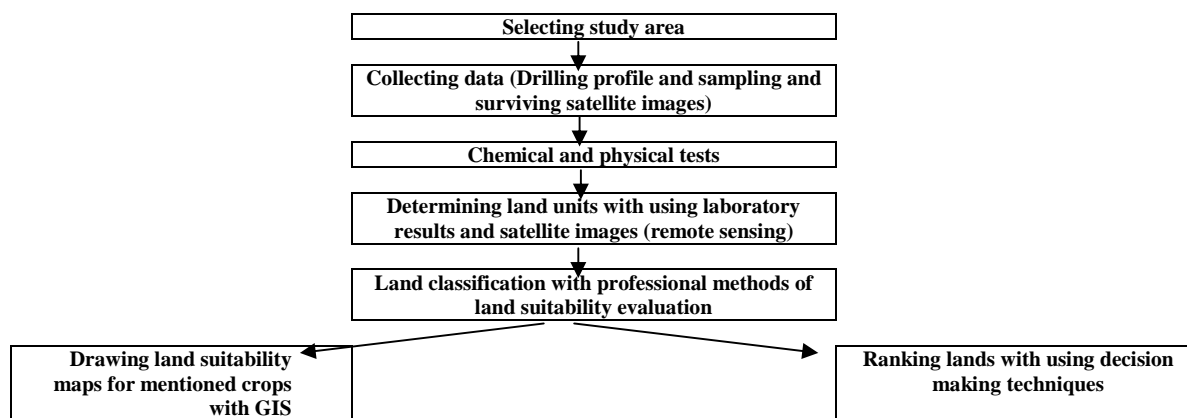 Selecting study area
Collecting data (Drilling profile and sampling and
surviving satellite images)
Chemical and physical tests
Determining land units with using laboratory
results and satellite images (remote sensing)
Land classification with professional methods of
land suitability evaluation
Drawing land suitability
maps for mentioned crops
with GIS
Ranking lands with using decision
making techniques